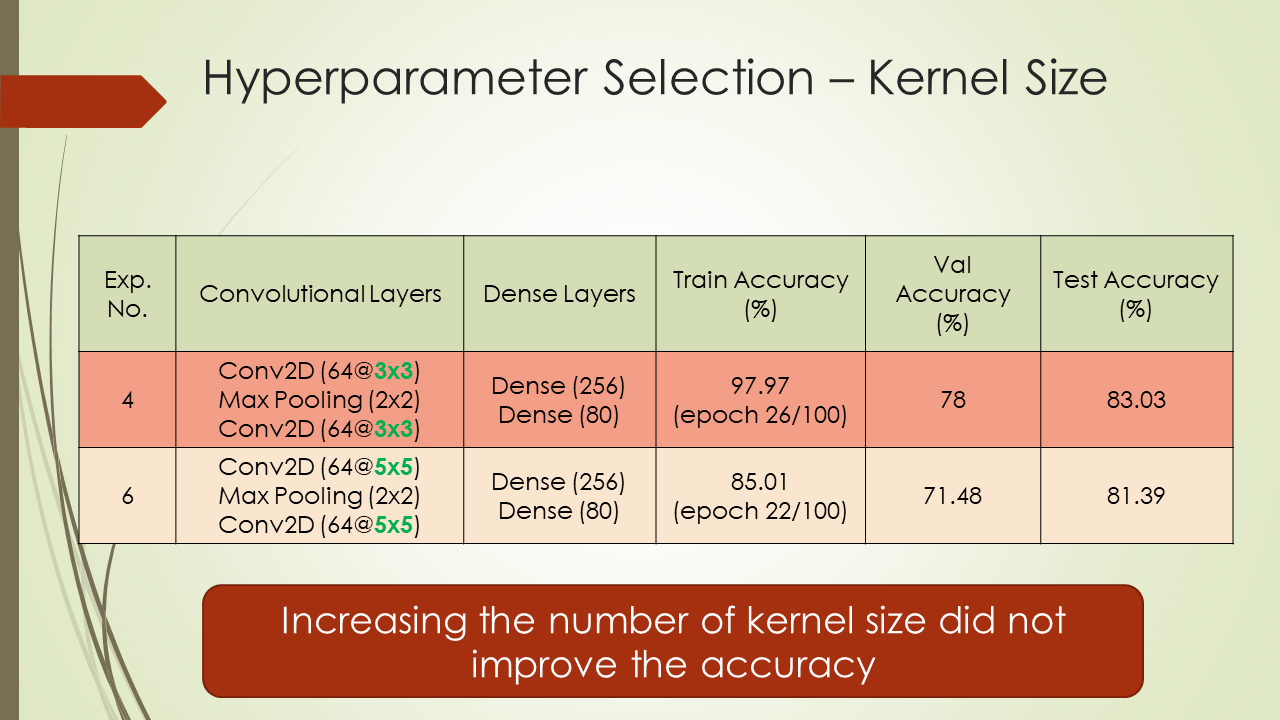 Hyperparameter Selection – Kernel Size
Exp.
No.
Convolutional Layers
Dense Layers
Train Accuracy
(%)
Val
Accuracy
(%)
Test Accuracy
(%)
4
Conv2D (64@3x3)
Max Pooling (2x2)
Conv2D (64@3x3)
Dense (256)
Dense (80)
97.97
(epoch 26/100)
78
83.03
6
Conv2D (64@5x5)
Max Pooling (2x2)
Conv2D (64@5x5)
Dense (256)
Dense (80)
85.01
(epoch 22/100)
71.48
81.39
Increasing the number of kernel size did not
improve the accuracy